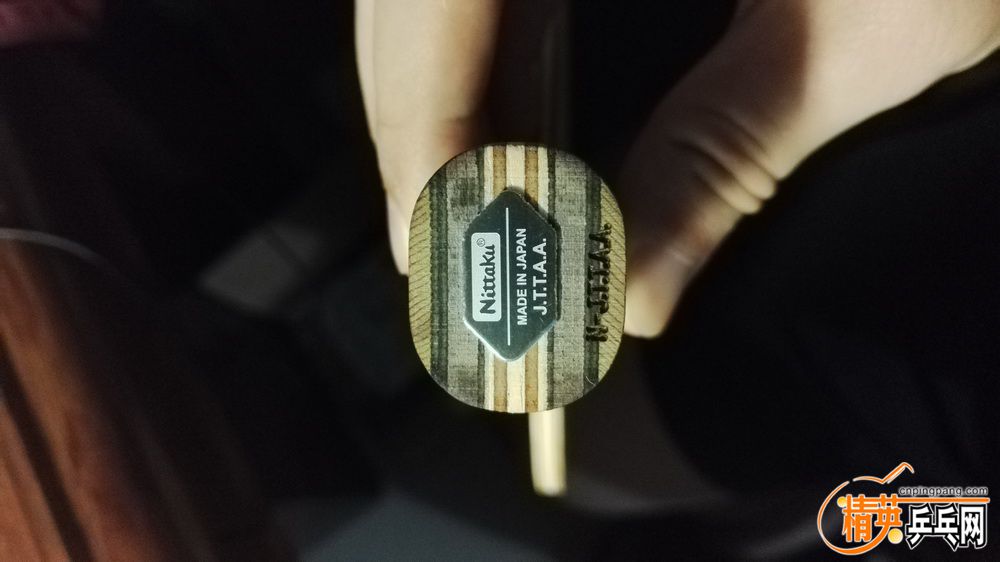 Nittaku®
MADE IN JAPAN
J.T.T.A.A.
cnpingpang.com
精英乒乓网